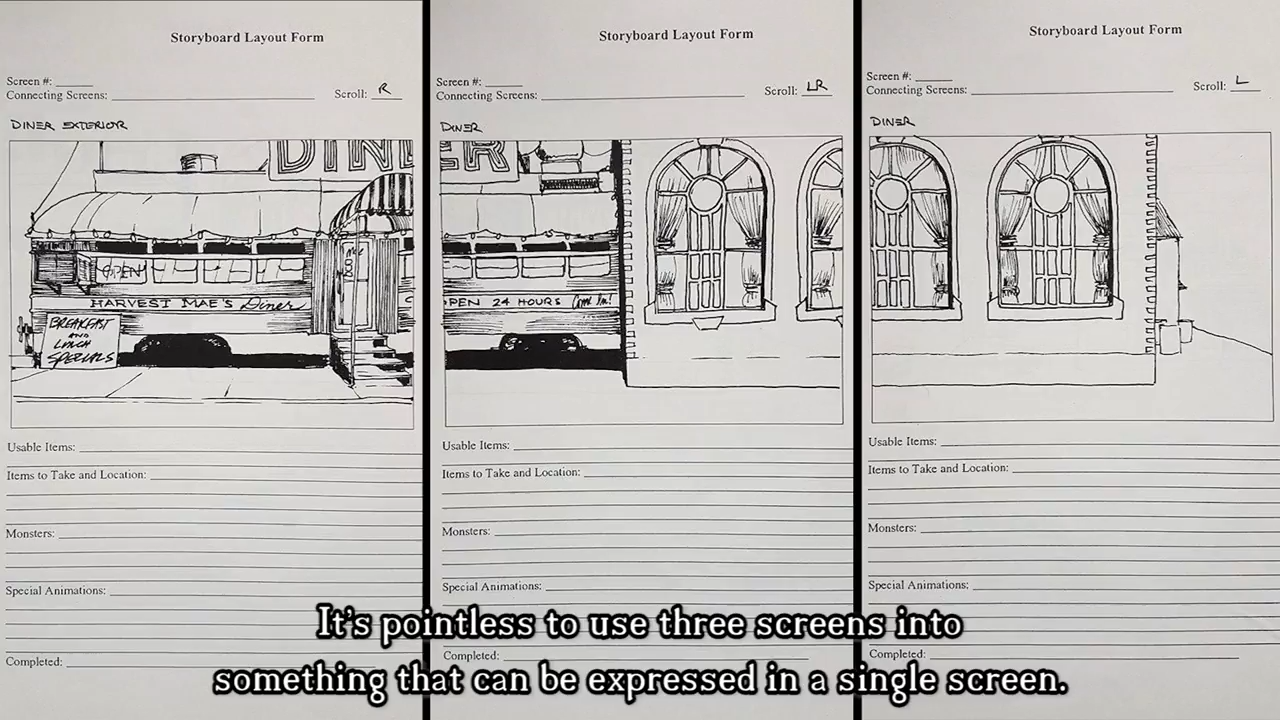 Storyboard Layout Form
Screen #:
Connecting Screens:
Scroll: R
DINER EXTERIOR
DINE
OPEN
HARVEST MAE'S Diner
BREAKFAST
AND
LUNCH
SPECIALS
Usable Items:
Items to Take and Location:
Monsters:
Special Animations:
Completed:
Storyboard Layout Form
Screen #:
Connecting Screens:
Scroll: LR
DINER
ER
OPEN 24 HOURS Come In!
Usable Items:
Items to Take and Location:
Monsters:
Special Animations:
Completed:
Storyboard Layout Form
Screen #:
Connecting Screens:
Scroll: L
DINER
Usable Items:
Items to Take and Location:
Monsters:
Special Animations:
Completed:
It's pointless to use three screens into
something that can be expressed in a single screen.